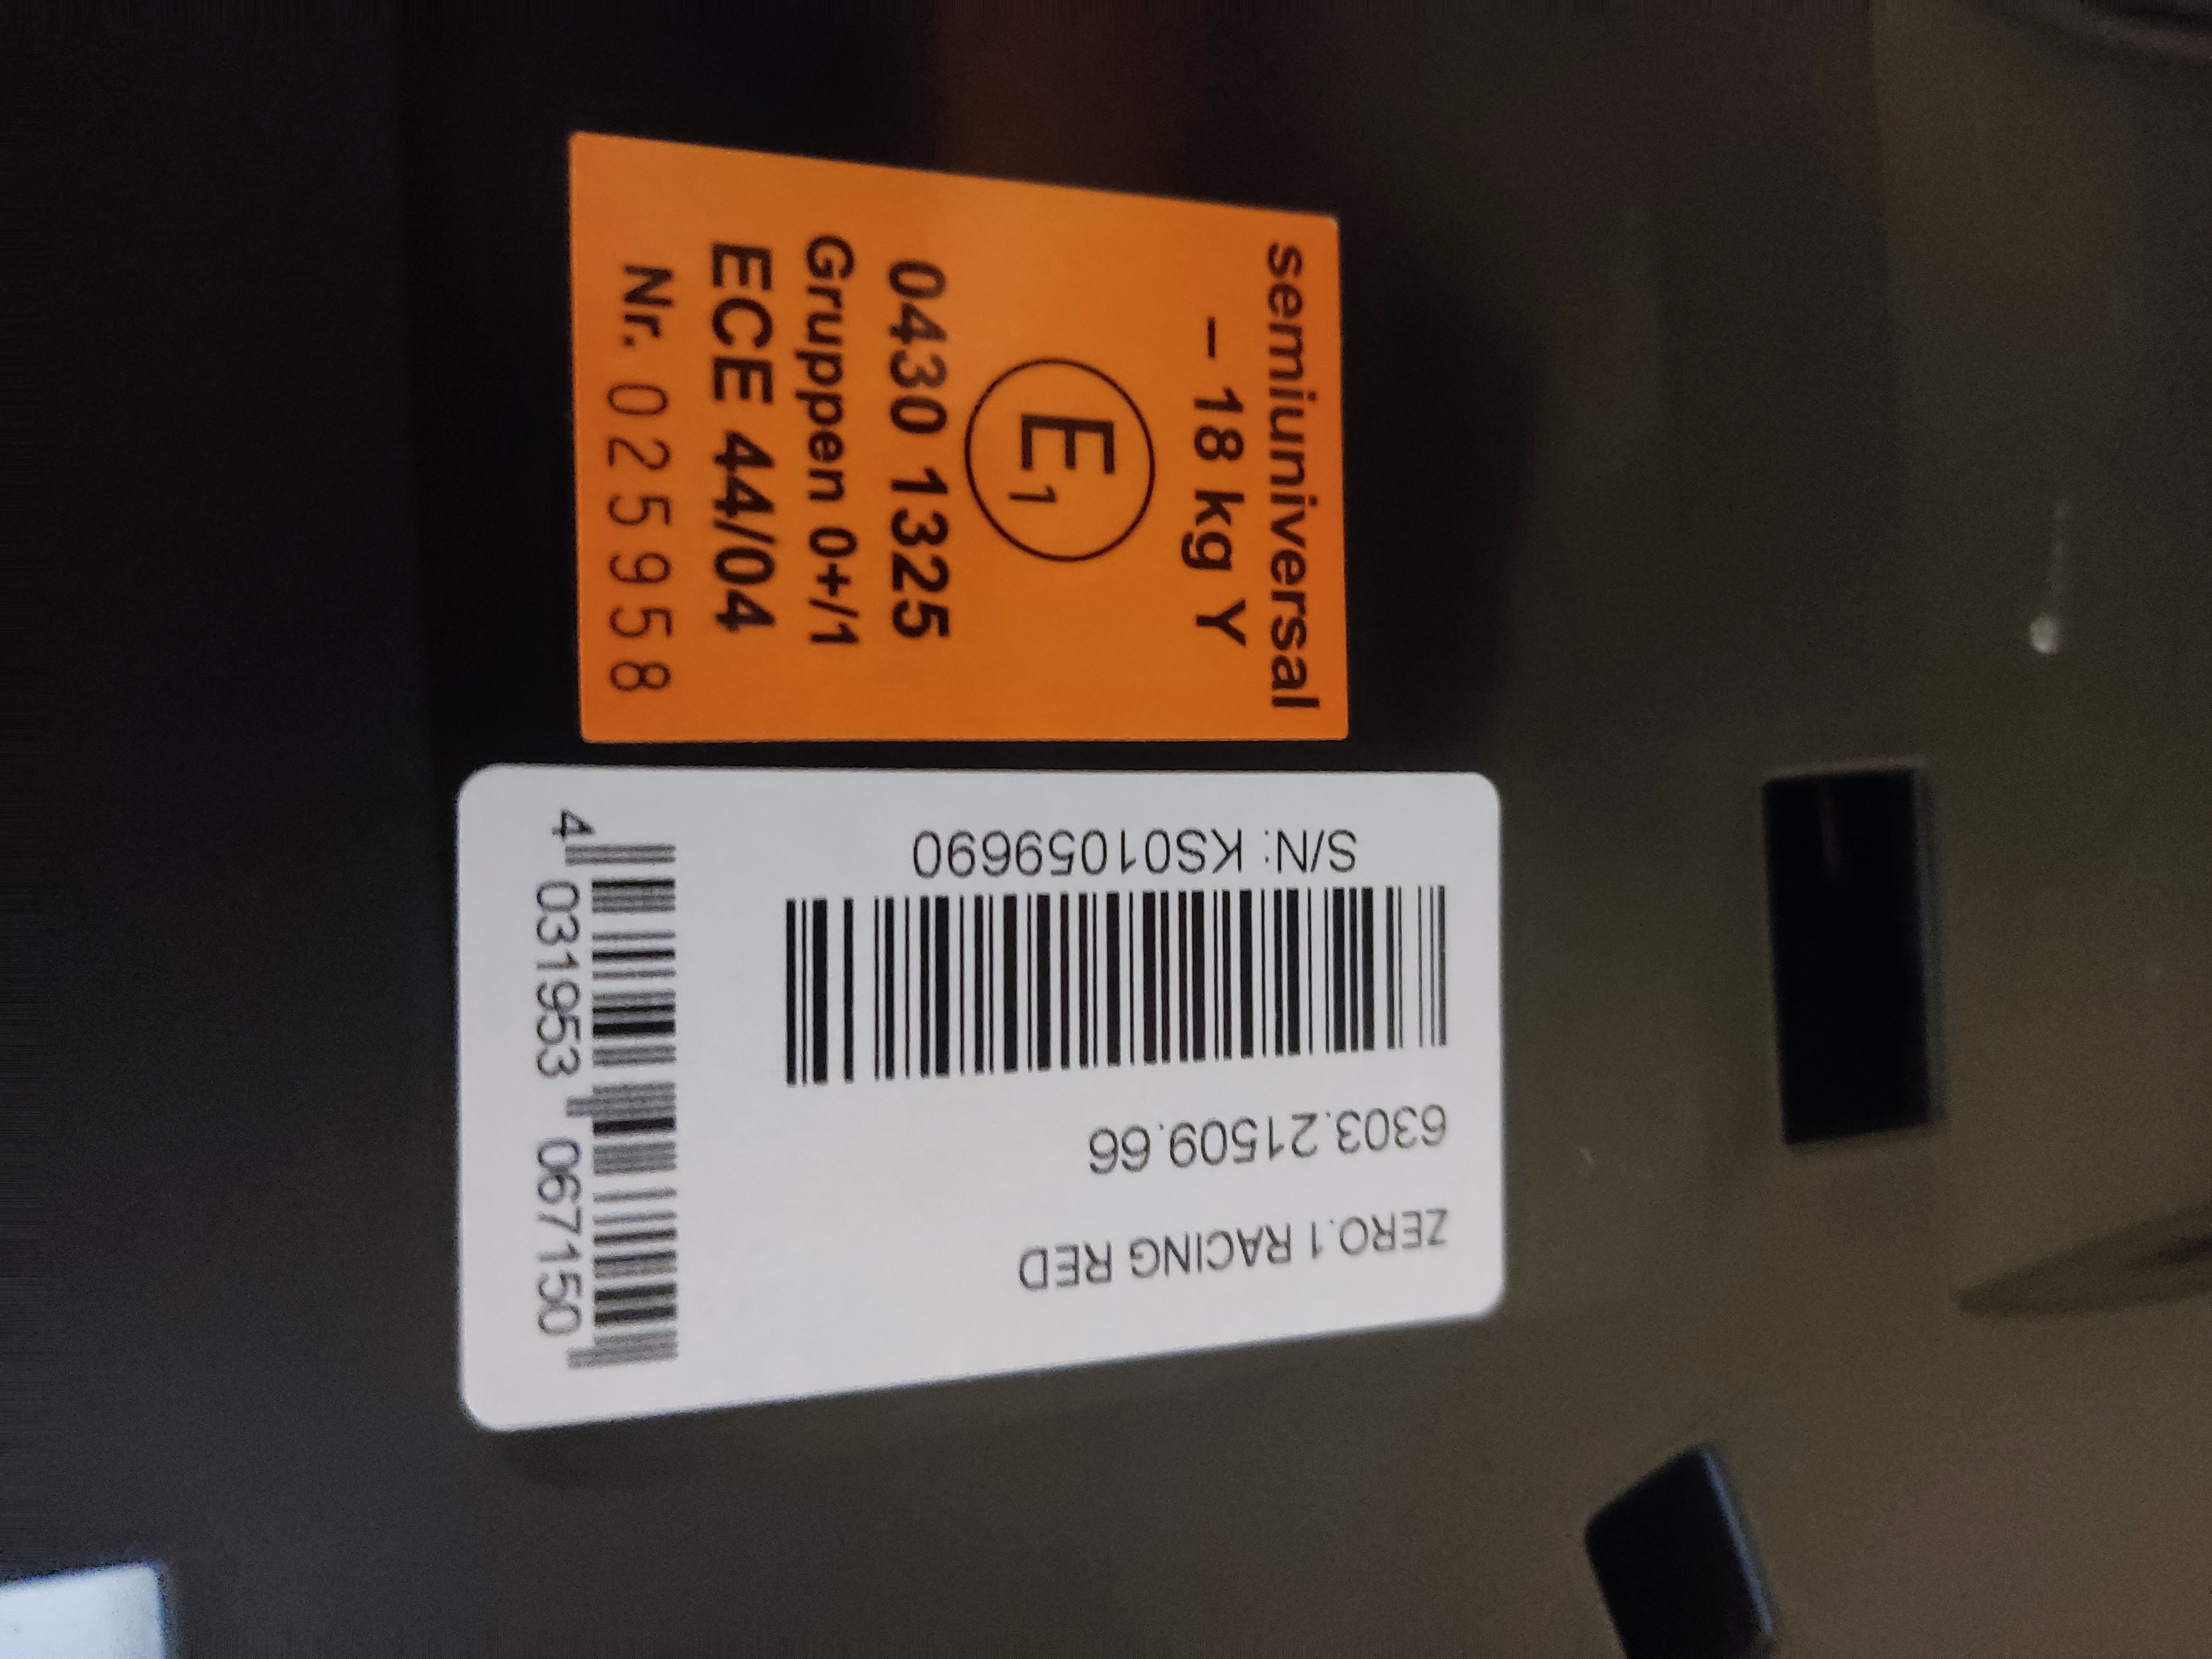 semiuniversal
– 18 kg Y
E1
0430 1325
Gruppen 0+/1
ECE 44/04
Nr. 025958
ZERO.1 RACING RED
6303.21509.66
S/N: KS01059690
4 031953 067150